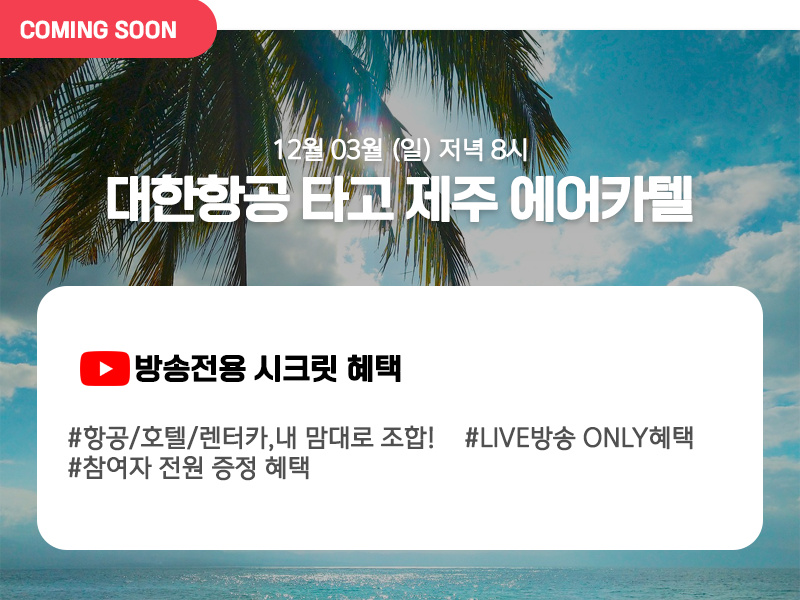 COMING SOON
12월 03월 (일) 저녁 8시
대한항공 타고 제주 에어카텔
방송전용 시크릿 혜택
#항공/호텔/렌터카,내 맘대로 조합! #LIVE방송 ONLY혜택
#참여자 전원 증정 혜택